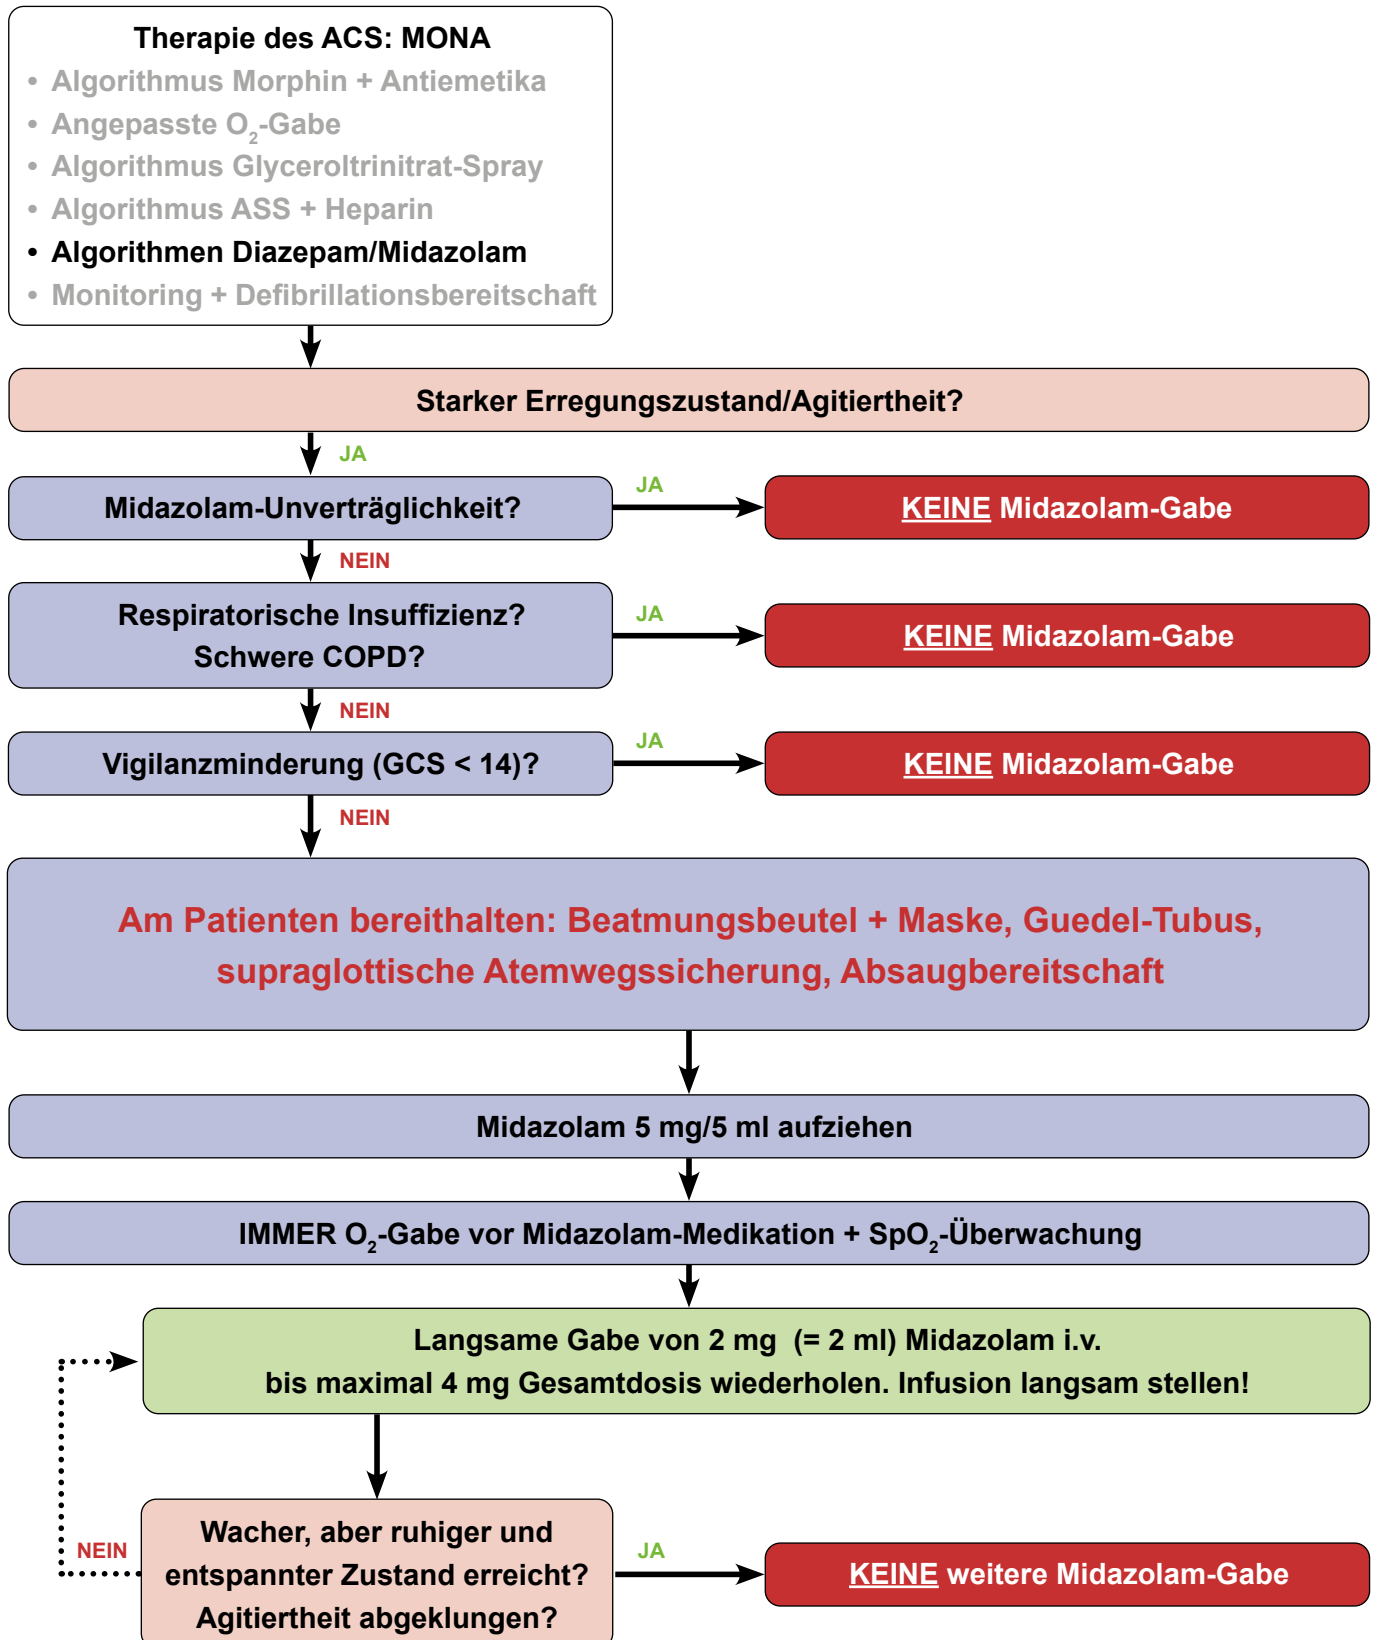 Therapie des ACS: MONA
• Algorithmus Morphin + Antiemetika
• Angepasste O₂-Gabe
• Algorithmus Glyceroltrinitrat-Spray
• Algorithmus ASS + Heparin
• Algorithmen Diazepam/Midazolam
• Monitoring + Defibrillationsbereitschaft
Starker Erregungszustand/Agitiertheit?
JA
Midazolam-Unverträglichkeit?
JA
KEINE Midazolam-Gabe
NEIN
Respiratorische Insuffizienz?
Schwere COPD?
JA
KEINE Midazolam-Gabe
NEIN
Vigilanzminderung (GCS < 14)?
JA
KEINE Midazolam-Gabe
NEIN
Am Patienten bereithalten: Beatmungsbeutel + Maske, Guedel-Tubus,
supraglottische Atemwegssicherung, Absaugbereitschaft
Midazolam 5 mg/5 ml aufziehen
IMMER O₂-Gabe vor Midazolam-Medikation + SpO₂-Überwachung
Langsame Gabe von 2 mg (= 2 ml) Midazolam i.v.
bis maximal 4 mg Gesamtdosis wiederholen. Infusion langsam stellen!
NEIN
Wacher, aber ruhiger und
entspannter Zustand erreicht?
Agitiertheit abgeklungen?
JA
KEINE weitere Midazolam-Gabe